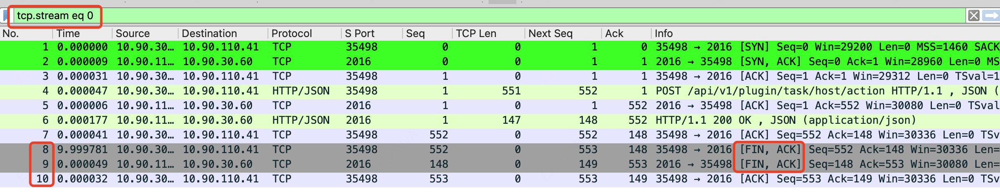 tcp.stream eq 0
No. Time Source Destination Protocol S Port Seq TCP Len Next Seq Ack Info
1 0.000000 10.90.30… 10.90.110.41 TCP 35498 0 0 1 0 35498 → 2016 [SYN] Seq=0 Win=29200 Len=0 MSS=1460 SACK
2 0.000009 10.90.11… 10.90.30.60 TCP 2016 0 0 1 1 2016 → 35498 [SYN, ACK] Seq=0 Ack=1 Win=28960 Len=0 MS
3 0.000031 10.90.30… 10.90.110.41 TCP 35498 1 0 1 1 35498 → 2016 [ACK] Seq=1 Ack=1 Win=29312 Len=0 TSval=1
4 0.000047 10.90.30… 10.90.110.41 HTTP/JSON 35498 1 551 552 1 POST /api/v1/plugin/task/host/action HTTP/1.1 , JSON (
5 0.000006 10.90.11… 10.90.30.60 TCP 2016 1 0 1 552 2016 → 35498 [ACK] Seq=1 Ack=552 Win=30080 Len=0 TSval
6 0.000177 10.90.11… 10.90.30.60 HTTP/JSON 2016 1 147 148 552 HTTP/1.1 200 OK , JSON (application/json)
7 0.000041 10.90.30… 10.90.110.41 TCP 35498 552 0 552 148 35498 → 2016 [ACK] Seq=552 Ack=148 Win=30336 Len=0 TSv
8 9.999781 10.90.30… 10.90.110.41 TCP 35498 552 0 553 148 35498 → 2016 [FIN, ACK] Seq=552 Ack=148 Win=30336 Len=
9 0.000049 10.90.11… 10.90.30.60 TCP 2016 148 0 149 553 2016 → 35498 [FIN, ACK] Seq=148 Ack=553 Win=30080 Len=
10 0.000032 10.90.30… 10.90.110.41 TCP 35498 553 0 553 149 35498 → 2016 [ACK] Seq=553 Ack=149 Win=30336 Len=0 TSv